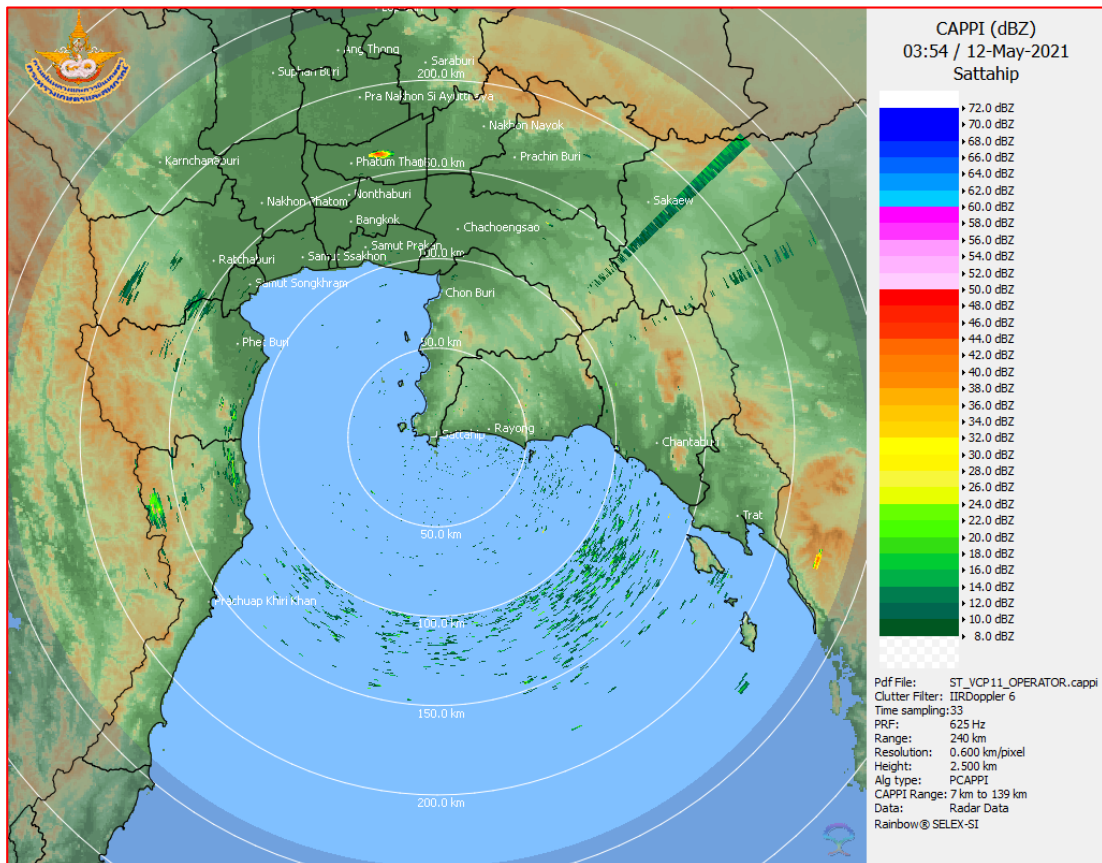 Ang Thong
Saraburi
Suphan Buri
200.0 km
Pra Nakhon Si Ayuttraya
Nakhon Nayok
Karnchanaburi
Phatum Thani
150.0 km
Prachin Buri
Nakhon Phatom
Nonthaburi
Sakaew
Bangkok
Chachoengsao
Samut Prakan
Samut Ssakhon
100.0 km
Ratchaburi
Samut Songkhram
Chon Buri
Phet Buri
50.0 km
Sattahip
Rayong
Chantaburi
Trat
50.0 km
Prachuap Khiri Khan
100.0 km
150.0 km
200.0 km
CAPPI (dBZ)
03:54 / 12-May-2021
Sattahip
72.0 dBZ
70.0 dBZ
68.0 dBZ
66.0 dBZ
64.0 dBZ
62.0 dBZ
60.0 dBZ
58.0 dBZ
56.0 dBZ
54.0 dBZ
52.0 dBZ
50.0 dBZ
48.0 dBZ
46.0 dBZ
44.0 dBZ
42.0 dBZ
40.0 dBZ
38.0 dBZ
36.0 dBZ
34.0 dBZ
32.0 dBZ
30.0 dBZ
28.0 dBZ
26.0 dBZ
24.0 dBZ
22.0 dBZ
20.0 dBZ
18.0 dBZ
16.0 dBZ
14.0 dBZ
12.0 dBZ
10.0 dBZ
8.0 dBZ
Pdf File: ST_VCP11_OPERATOR.cappi
Clutter Filter: IIRDoppler 6
Time sampling:33
PRF: 625 Hz
Range: 240 km
Resolution: 0.600 km/pixel
Height: 2.500 km
Alg type: PCAPPI
CAPPI Range: 7 km to 139 km
Data: Radar Data
Rainbow® SELEX-SI